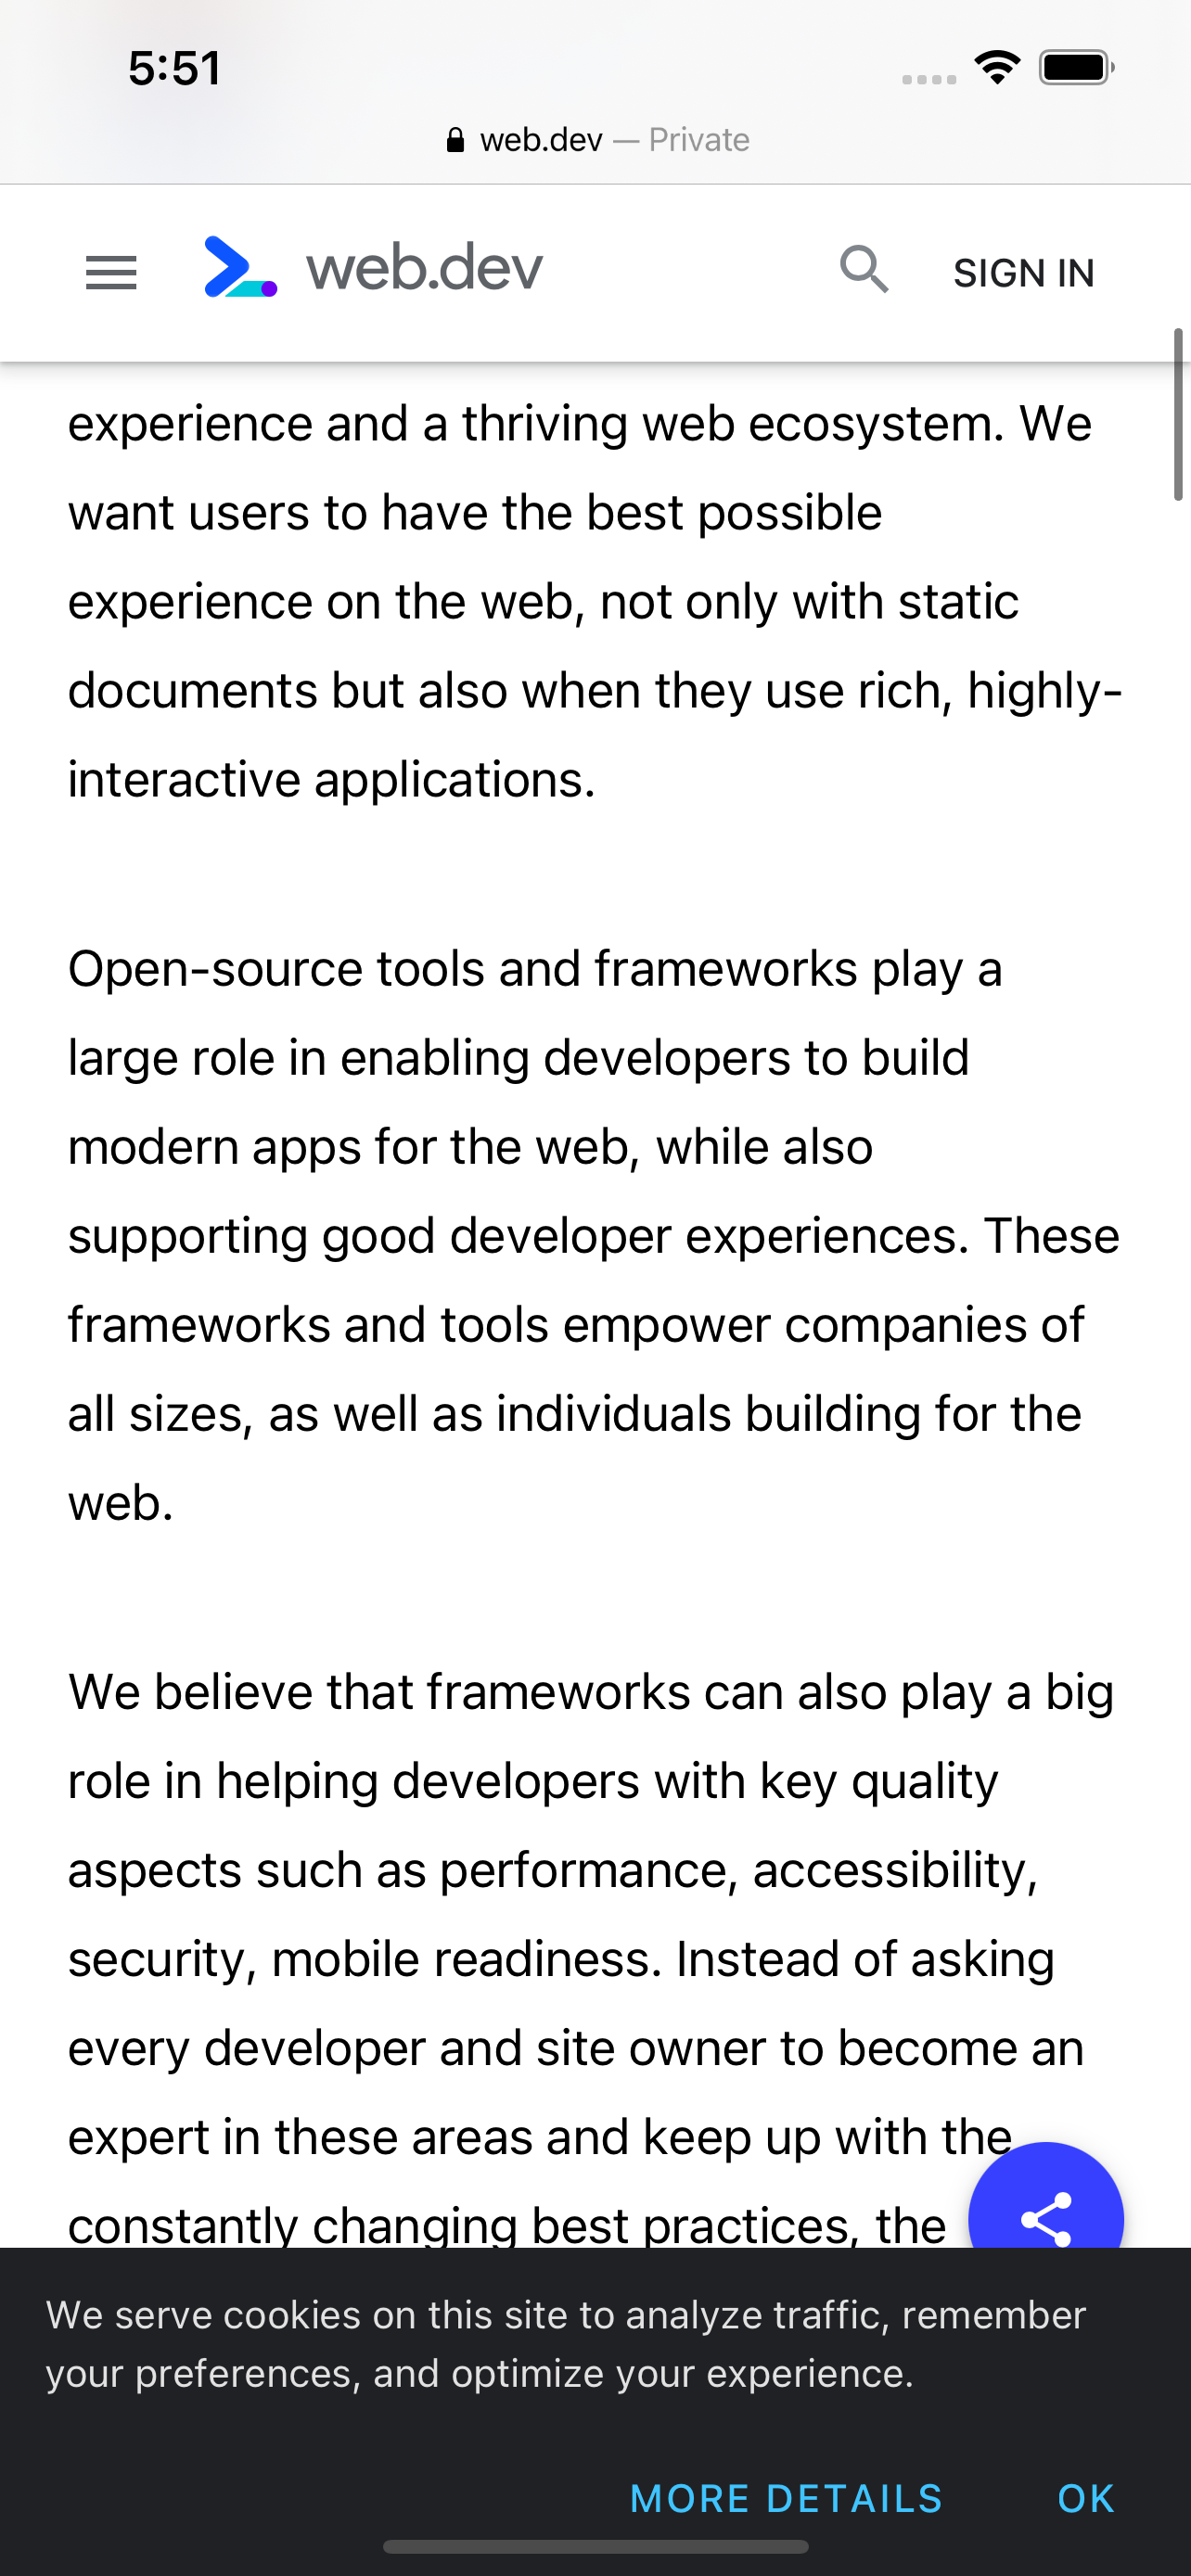 5:51
web.dev — Private
web.dev
SIGN IN
experience and a thriving web ecosystem. We
want users to have the best possible
experience on the web, not only with static
documents but also when they use rich, highly-
interactive applications.
Open-source tools and frameworks play a
large role in enabling developers to build
modern apps for the web, while also
supporting good developer experiences. These
frameworks and tools empower companies of
all sizes, as well as individuals building for the
web.
We believe that frameworks can also play a big
role in helping developers with key quality
aspects such as performance, accessibility,
security, mobile readiness. Instead of asking
every developer and site owner to become an
expert in these areas and keep up with the
constantly changing best practices, the
We serve cookies on this site to analyze traffic, remember
your preferences, and optimize your experience.
MORE DETAILS
OK